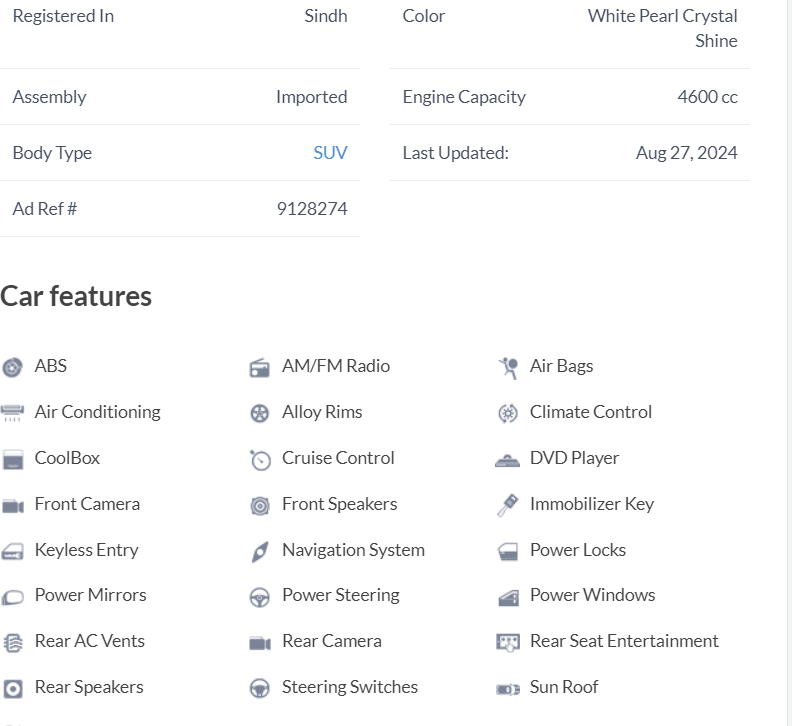 Registered In Sindh Color White Pearl Crystal
Shine
Assembly Imported Engine Capacity 4600 cc
Body Type SUV Last Updated: Aug 27, 2024
Ad Ref # 9128274
Car features
ABS AM/FM Radio Air Bags
Air Conditioning Alloy Rims Climate Control
CoolBox Cruise Control DVD Player
Front Camera Front Speakers Immobilizer Key
Keyless Entry Navigation System Power Locks
Power Mirrors Power Steering Power Windows
Rear AC Vents Rear Camera Rear Seat Entertainment
Rear Speakers Steering Switches Sun Roof